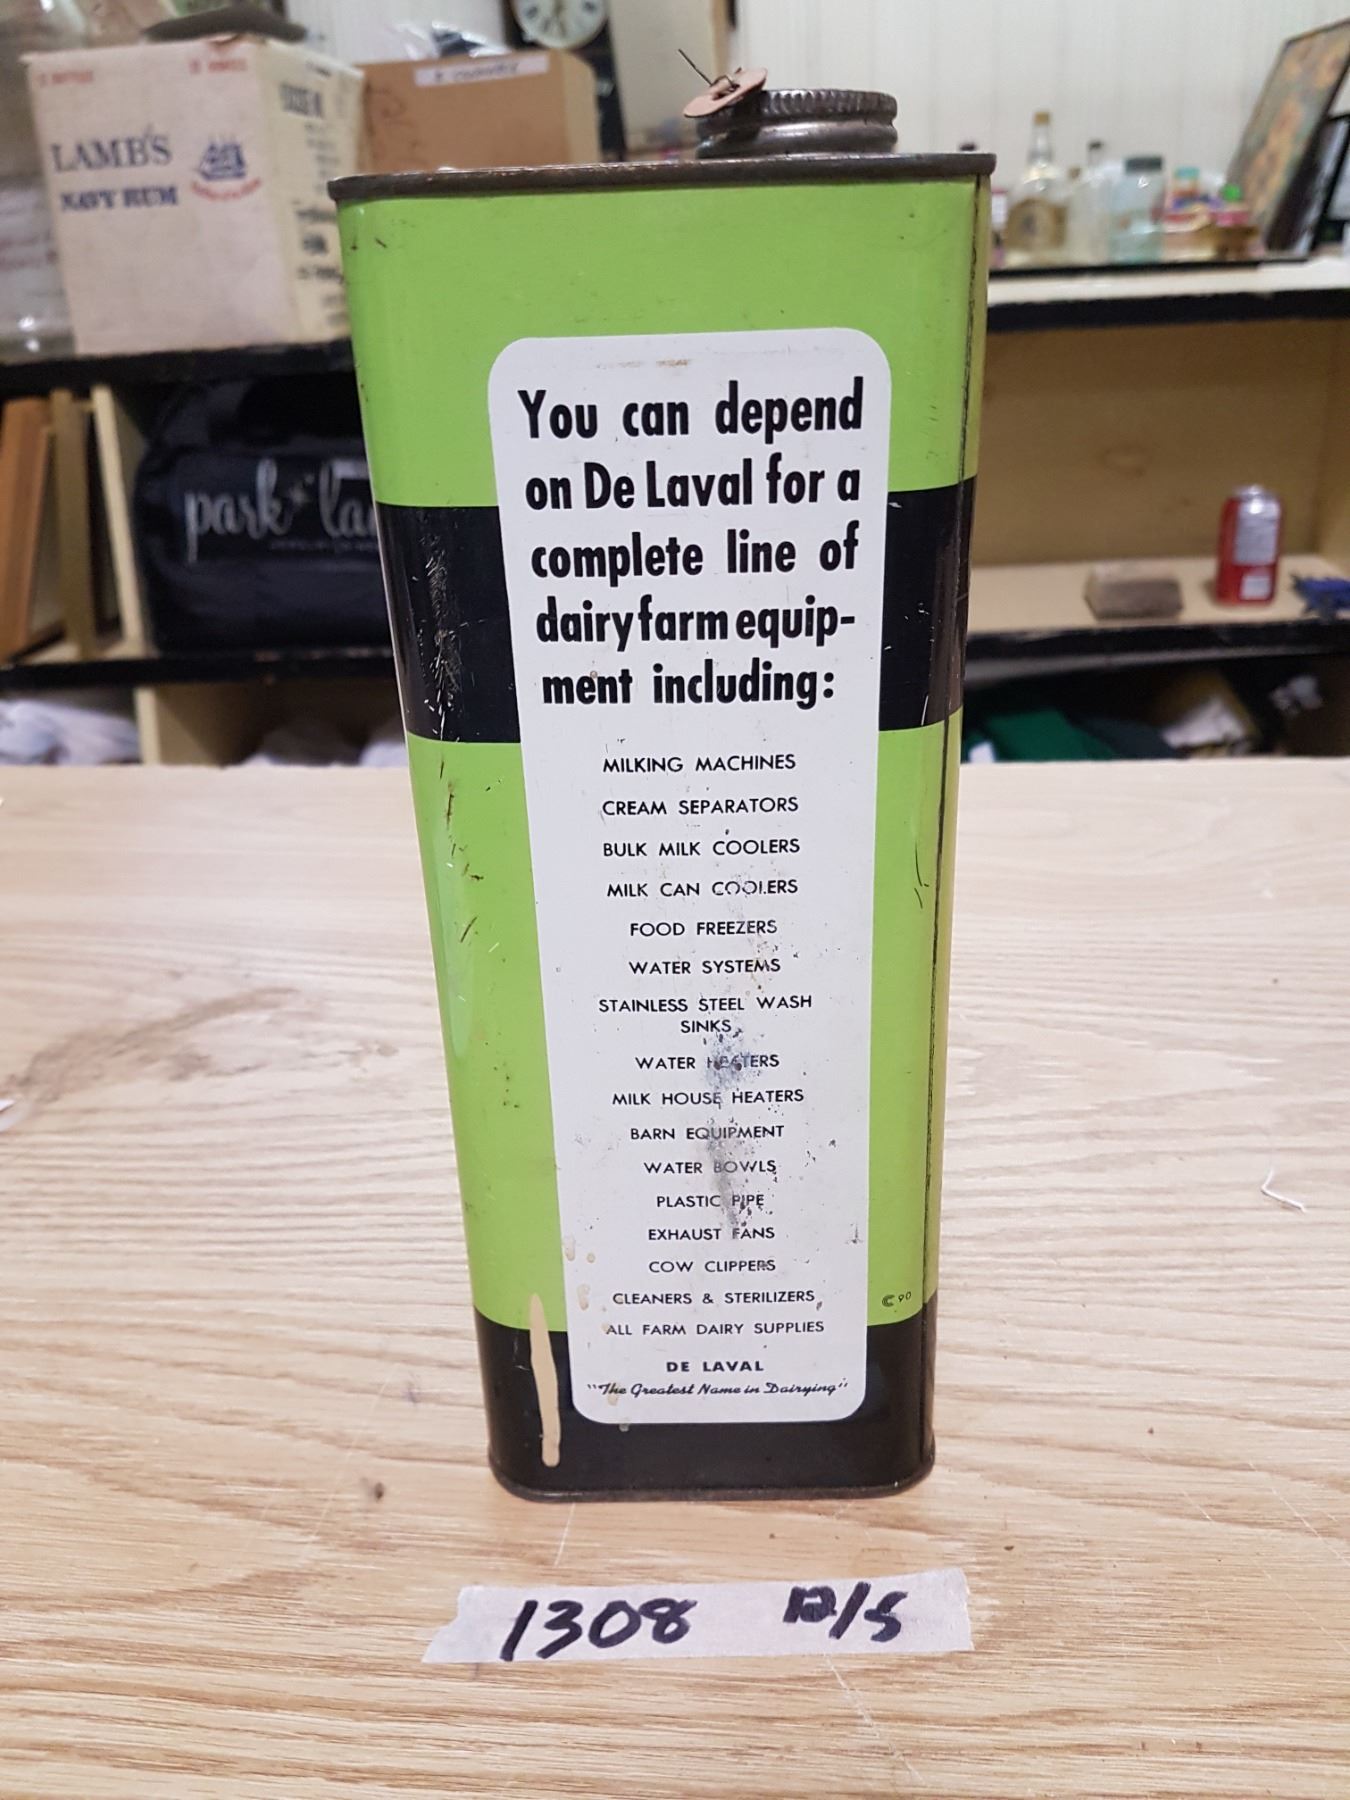 LAMB'S
NAVY RUM
park lan
You can depend
on De Laval for a
complete line of
dairy farm equip-
ment including:
MILKING MACHINES
CREAM SEPARATORS
BULK MILK COOLERS
MILK CAN COOLERS
FOOD FREEZERS
WATER SYSTEMS
STAINLESS STEEL WASH
SINKS
WATER HEATERS
MILK HOUSE HEATERS
BARN EQUIPMENT
WATER BOWLS
PLASTIC PIPE
EXHAUST FANS
COW CLIPPERS
CLEANERS & STERILIZERS
C 90
ALL FARM DAIRY SUPPLIES
DE LAVAL
"The Greatest Name in Dairying"
1308